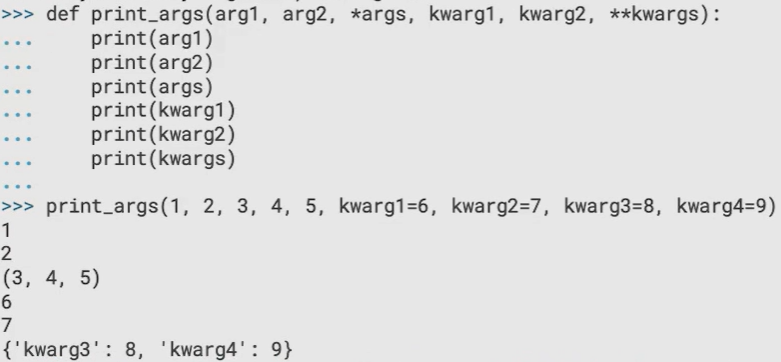 >>> def print_args(arg1, arg2, *args, kwarg1, kwarg2, **kwargs):
...     print(arg1)
...     print(arg2)
...     print(args)
...     print(kwarg1)
...     print(kwarg2)
...     print(kwargs)
...
>>> print_args(1, 2, 3, 4, 5, kwarg1=6, kwarg2=7, kwarg3=8, kwarg4=9)
1
2
(3, 4, 5)
6
7
{'kwarg3': 8, 'kwarg4': 9}